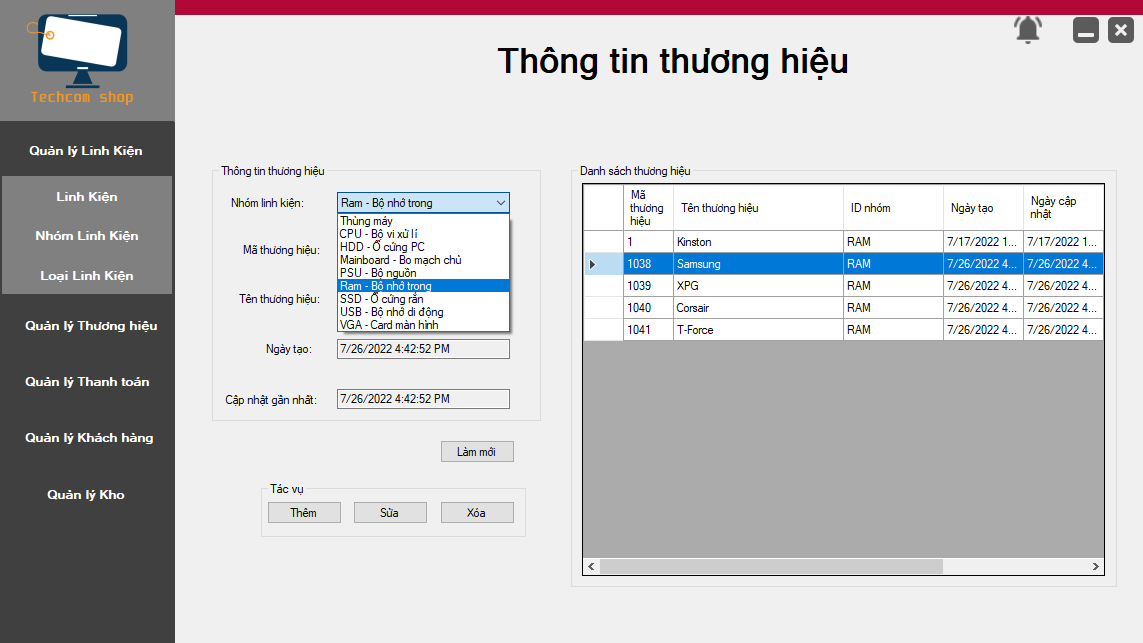 Techcom shop
Thông tin thương hiệu
Quản lý Linh Kiện
Linh Kiện
Nhóm Linh Kiện
Loại Linh Kiện
Quản lý Thương hiệu
Quản lý Thanh toán
Quản lý Khách hàng
Quản lý Kho
Thông tin thương hiệu
Nhóm linh kiện:
Ram - Bộ nhớ trong
Thùng máy
CPU - Bộ vi xử lí
HDD - Ổ cứng PC
Mainboard - Bo mạch chủ
PSU - Bộ nguồn
Ram - Bộ nhớ trong
SSD - Ổ cứng rắn
USB - Bộ nhớ di động
VGA - Card màn hình
Mã thương hiệu:
Tên thương hiệu:
Ngày tạo:
7/26/2022 4:42:52 PM
Cập nhật gần nhất:
7/26/2022 4:42:52 PM
Làm mới
Tác vụ
Thêm Sửa Xóa
Danh sách thương hiệu
Mã thương hiệu Tên thương hiệu ID nhóm Ngày tạo Ngày cập nhật
1 Kinston RAM 7/17/2022 1... 7/17/2022 1...
1038 Samsung RAM 7/26/2022 4... 7/26/2022 4...
1039 XPG RAM 7/26/2022 4... 7/26/2022 4...
1040 Corsair RAM 7/26/2022 4... 7/26/2022 4...
1041 T-Force RAM 7/26/2022 4... 7/26/2022 4...